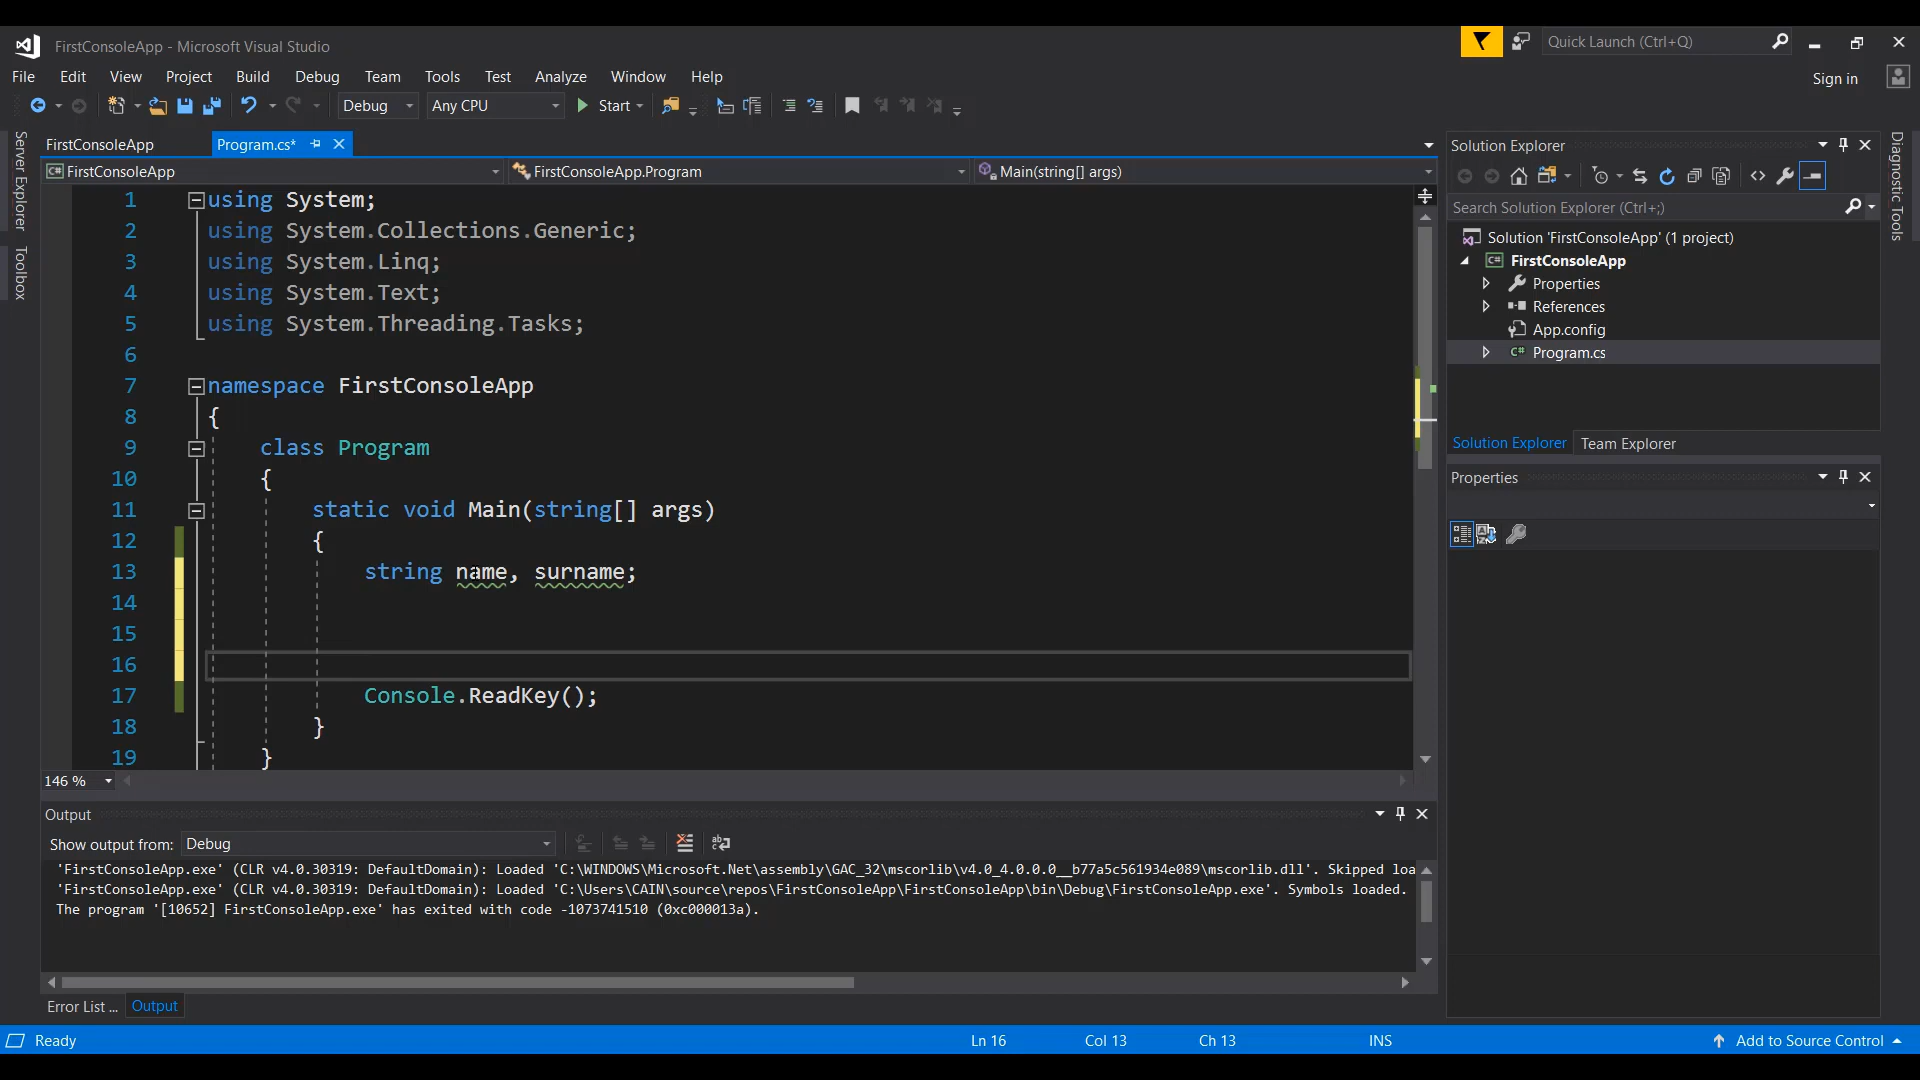 FirstConsoleApp - Microsoft Visual Studio
Quick Launch (Ctrl+Q)
File Edit View Project Build Debug Team Tools Test Analyze Window Help
Sign in
Debug Any CPU Start
Server Explorer
Toolbox
FirstConsoleApp Program.cs*
FirstConsoleApp FirstConsoleApp.Program Main(string[] args)
1 using System;
2 using System.Collections.Generic;
3 using System.Linq;
4 using System.Text;
5 using System.Threading.Tasks;
6
7 namespace FirstConsoleApp
8 {
9 class Program
10 {
11 static void Main(string[] args)
12 {
13 string name, surname;
14
15
16
17 Console.ReadKey();
18 }
19 }
146 %
Output
Show output from: Debug
'FirstConsoleApp.exe' (CLR v4.0.30319: DefaultDomain): Loaded 'C:\WINDOWS\Microsoft.Net\assembly\GAC_32\mscorlib\v4.0_4.0.0.0__b77a5c561934e089\mscorlib.dll'. Skipped loa
'FirstConsoleApp.exe' (CLR v4.0.30319: DefaultDomain): Loaded 'C:\Users\CAIN\source\repos\FirstConsoleApp\FirstConsoleApp\bin\Debug\FirstConsoleApp.exe'. Symbols loaded.
The program '[10652] FirstConsoleApp.exe' has exited with code -1073741510 (0xc000013a).
Error List ... Output
Solution Explorer
Search Solution Explorer (Ctrl+;)
Solution 'FirstConsoleApp' (1 project)
C# FirstConsoleApp
Properties
References
App.config
C# Program.cs
Solution Explorer Team Explorer
Properties
Diagnostic Tools
Ready Ln 16 Col 13 Ch 13 INS Add to Source Control